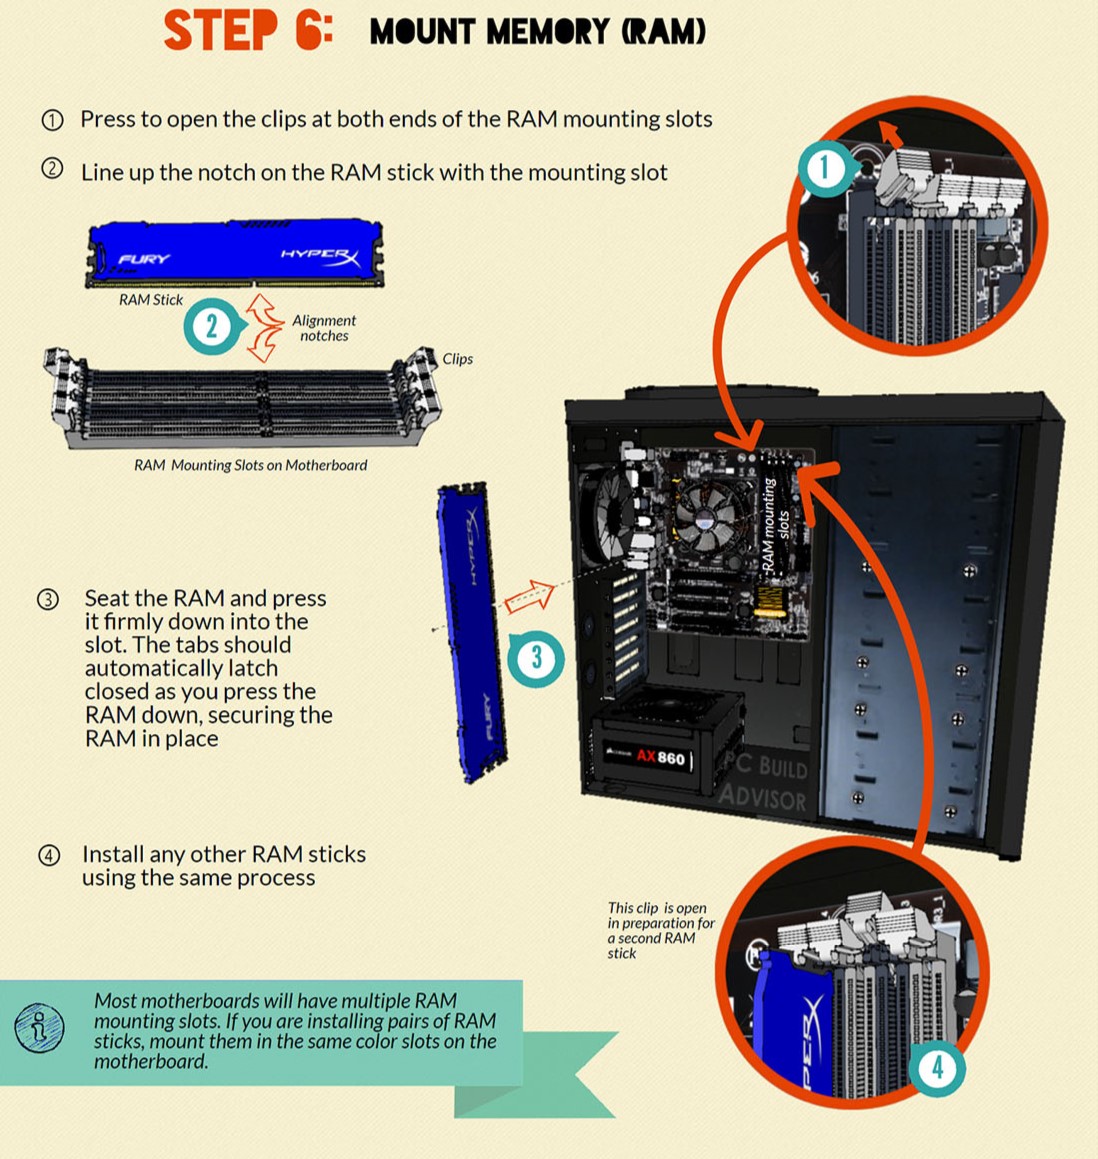 STEP 6: MOUNT MEMORY (RAM)
1 Press to open the clips at both ends of the RAM mounting slots
2 Line up the notch on the RAM stick with the mounting slot
1
FURY
HYPERX
RAM Stick
2
Alignment
notches
Clips
RAM Mounting Slots on Motherboard
RAM mounting
slots
HYPERX
FURY
3
3 Seat the RAM and press
it firmly down into the
slot. The tabs should
automatically latch
closed as you press the
RAM down, securing the
RAM in place
AX860
PC BUILD
ADVISOR
4 Install any other RAM sticks
using the same process
This clip is open
in preparation for
a second RAM
stick
PERX
4
i
Most motherboards will have multiple RAM
mounting slots. If you are installing pairs of RAM
sticks, mount them in the same color slots on the
motherboard.